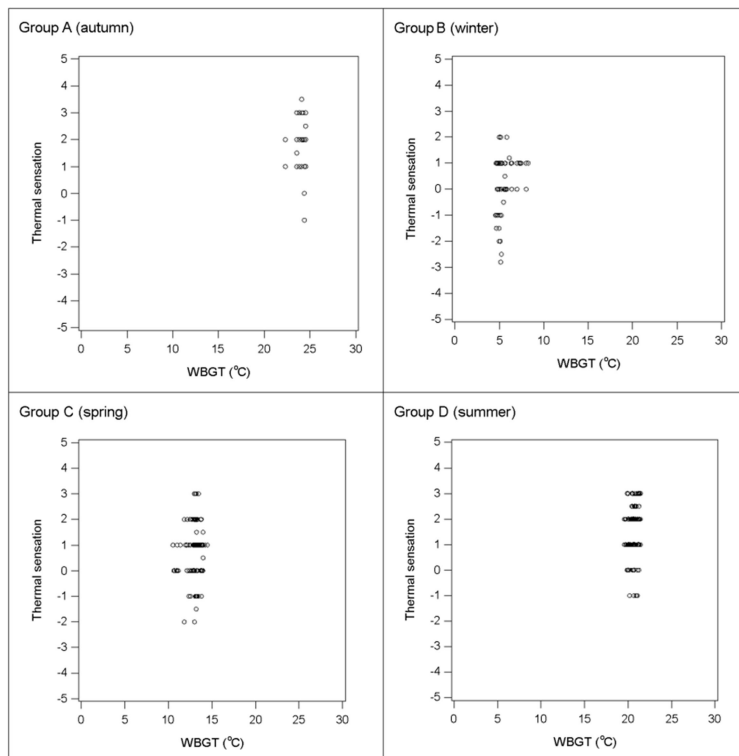 Group A (autumn)
Thermal sensation
5
4
3
2
1
0
-1
-2
-3
-4
-5
0 5 10 15 20 25 30
WBGT (°C)
Group B (winter)
Thermal sensation
5
4
3
2
1
0
-1
-2
-3
-4
-5
0 5 10 15 20 25 30
WBGT (°C)
Group C (spring)
Thermal sensation
5
4
3
2
1
0
-1
-2
-3
-4
-5
0 5 10 15 20 25 30
WBGT (°C)
Group D (summer)
Thermal sensation
5
4
3
2
1
0
-1
-2
-3
-4
-5
0 5 10 15 20 25 30
WBGT (°C)